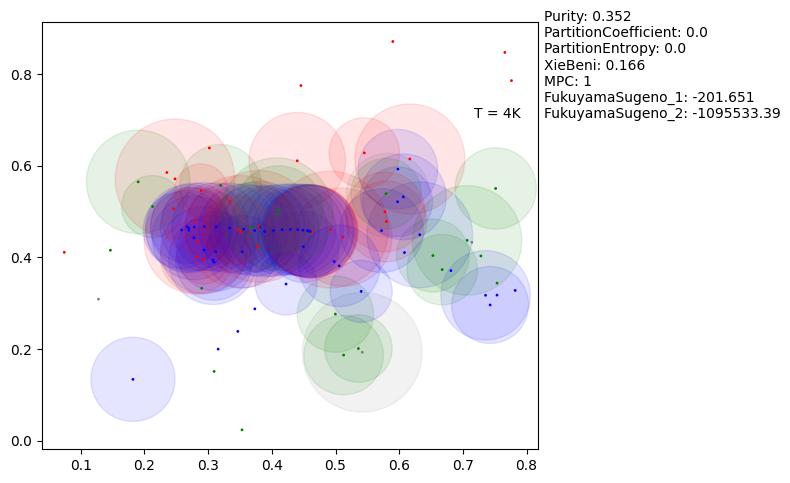 Purity: 0.352
PartitionCoefficient: 0.0
PartitionEntropy: 0.0
XieBeni: 0.166
MPC: 1
FukuyamaSugeno_1: -201.651
FukuyamaSugeno_2: -1095533.39
T = 4K
0.8
0.6
0.4
0.2
0.0
0.1 0.2 0.3 0.4 0.5 0.6 0.7 0.8